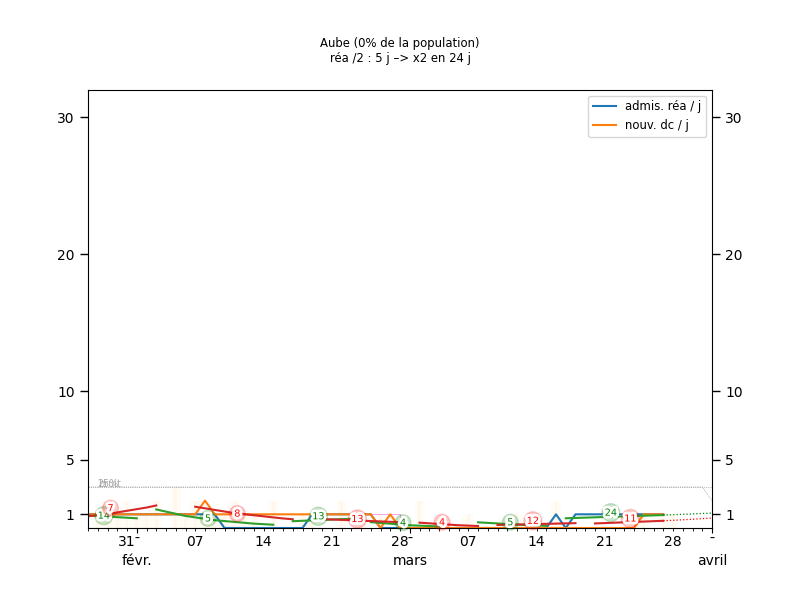 Aube (0% de la population)
réa /2 : 5 j –> x2 en 24 j
admis. réa / j
nouv. dc / j
30 30
20 20
10 10
5 5
1 1
7
14 5 8 13 13 4 4 5 12 24 11
31 07 14 21 28 07 14 21 28
févr. mars avril